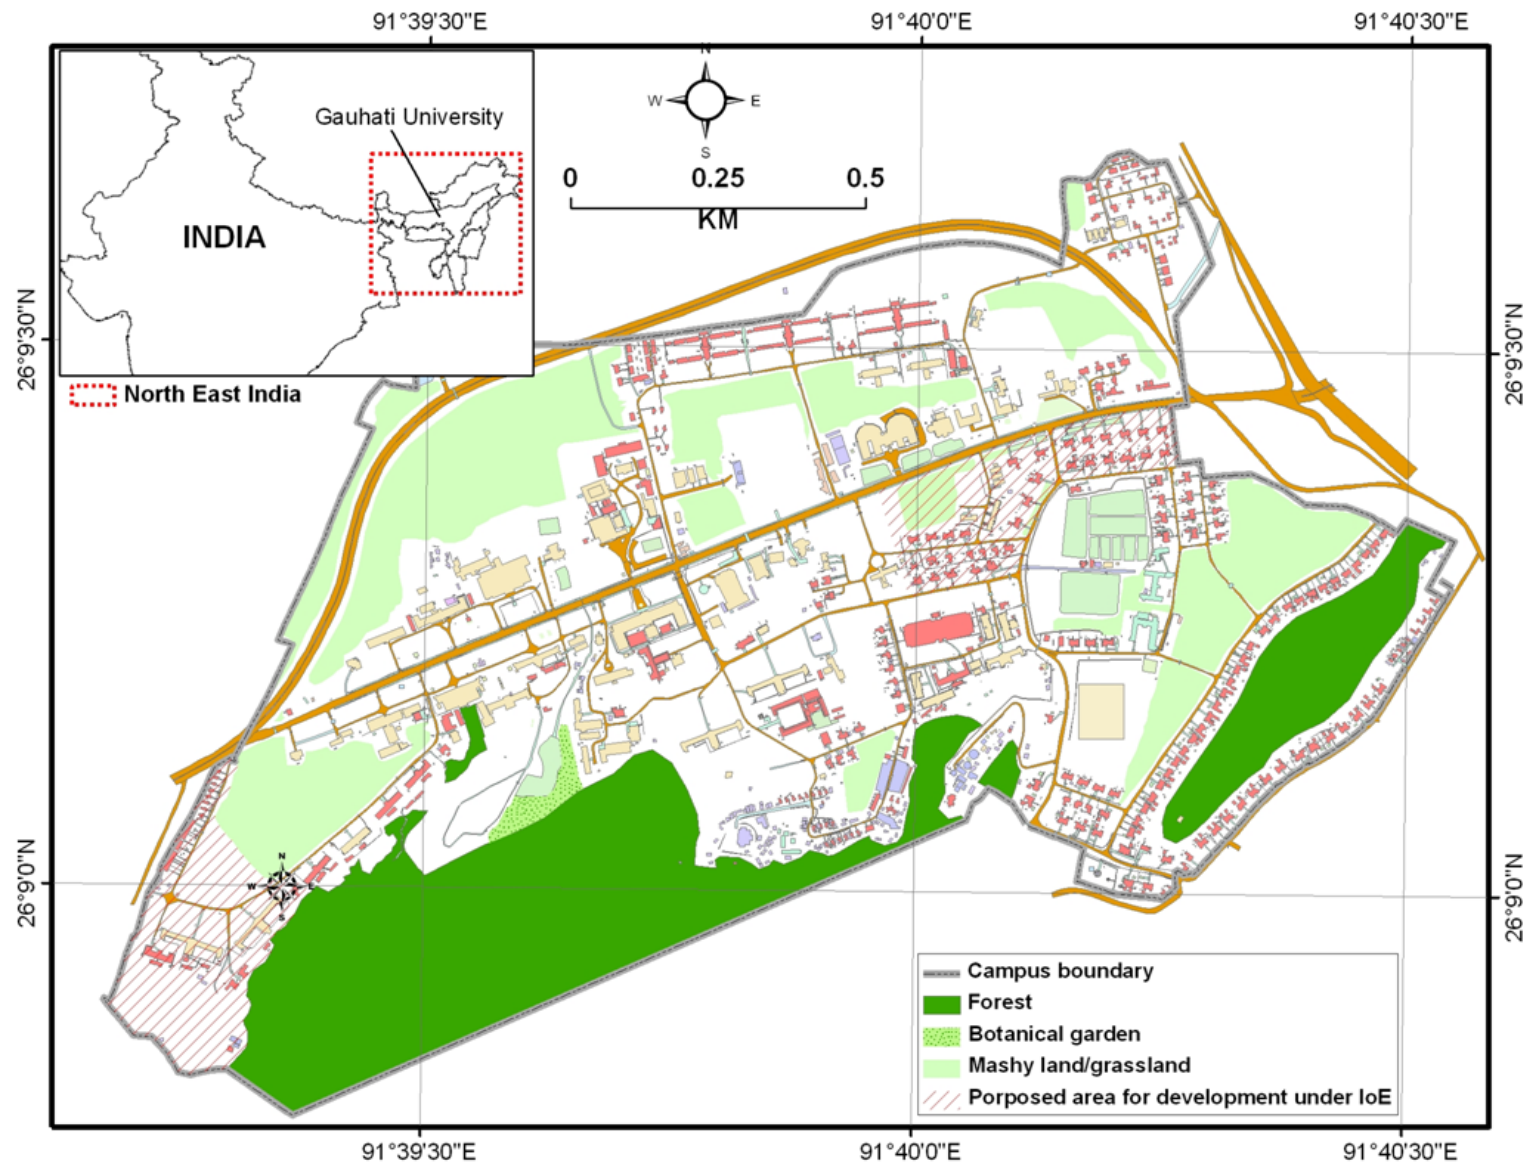 91°39'30"E 91°40'0"E 91°40'30"E
N
W E
S
Gauhati University
INDIA
0 0.25 0.5
KM
North East India
26°9'30"N 26°9'30"N
26°9'0"N 26°9'0"N
N
W E
S
Campus boundary
Forest
Botanical garden
Mashy land/grassland
Porposed area for development under IoE
91°39'30"E 91°40'0"E 91°40'30"E